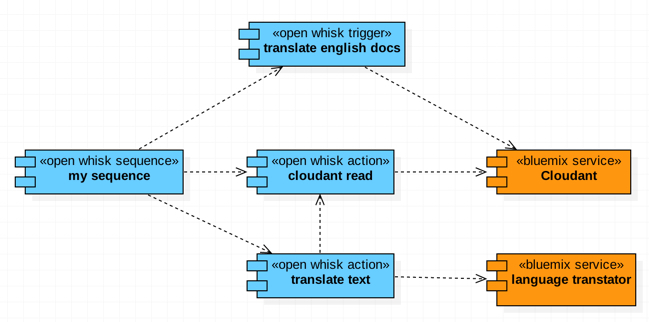 «open whisk trigger»
translate english docs
«open whisk sequence»
my sequence
«open whisk action»
cloudant read
«bluemix service»
Cloudant
«open whisk action»
translate text
«bluemix service»
language transtator